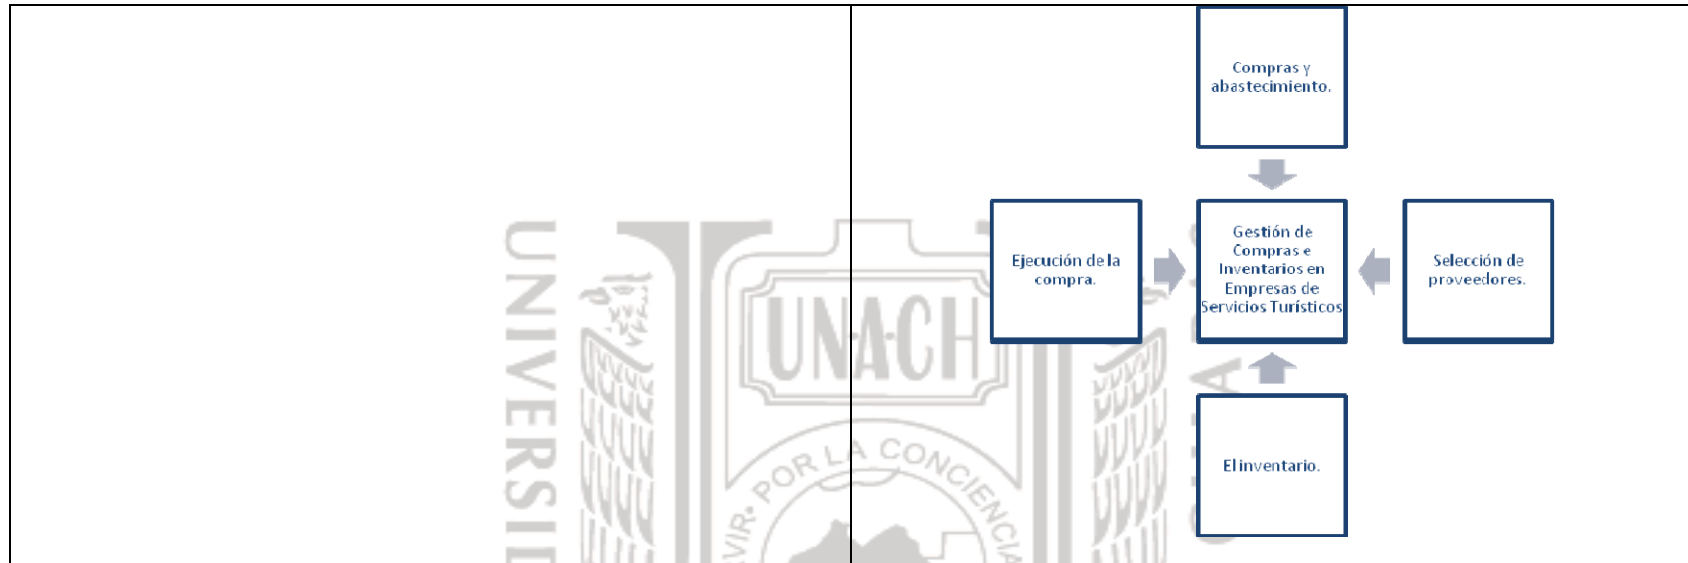 Compras y
abastecimiento.
Ejecución de la
compra.
Gestión de
Compras e
Inventarios en
Empresas de
Servicios Turísticos
Selección de
proveedores.
El inventario.
UNIVERSID
UNACH
POR LA CONCIENCIA